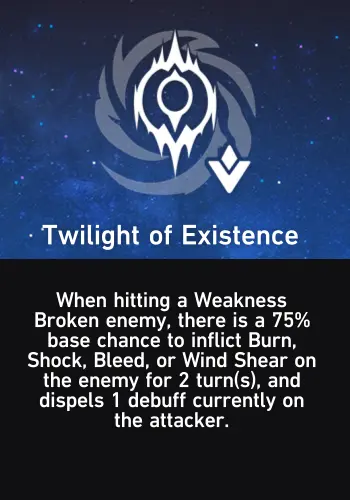 Twilight of Existence
When hitting a Weakness
Broken enemy, there is a 75%
base chance to inflict Burn,
Shock, Bleed, or Wind Shear on
the enemy for 2 turn(s), and
dispels 1 debuff currently on
the attacker.